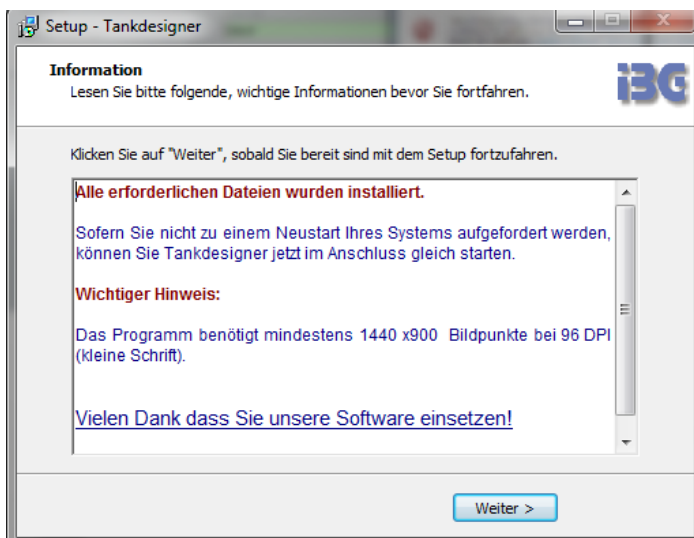 Setup - Tankdesigner
Information
Lesen Sie bitte folgende, wichtige Informationen bevor Sie fortfahren.
iBG
Klicken Sie auf "Weiter", sobald Sie bereit sind mit dem Setup fortzufahren.
Alle erforderlichen Dateien wurden installiert.
Sofern Sie nicht zu einem Neustart Ihres Systems aufgefordert werden,
können Sie Tankdesigner jetzt im Anschluss gleich starten.
Wichtiger Hinweis:
Das Programm benötigt mindestens 1440 x900 Bildpunkte bei 96 DPI
(kleine Schrift).
Vielen Dank dass Sie unsere Software einsetzen!
Weiter >